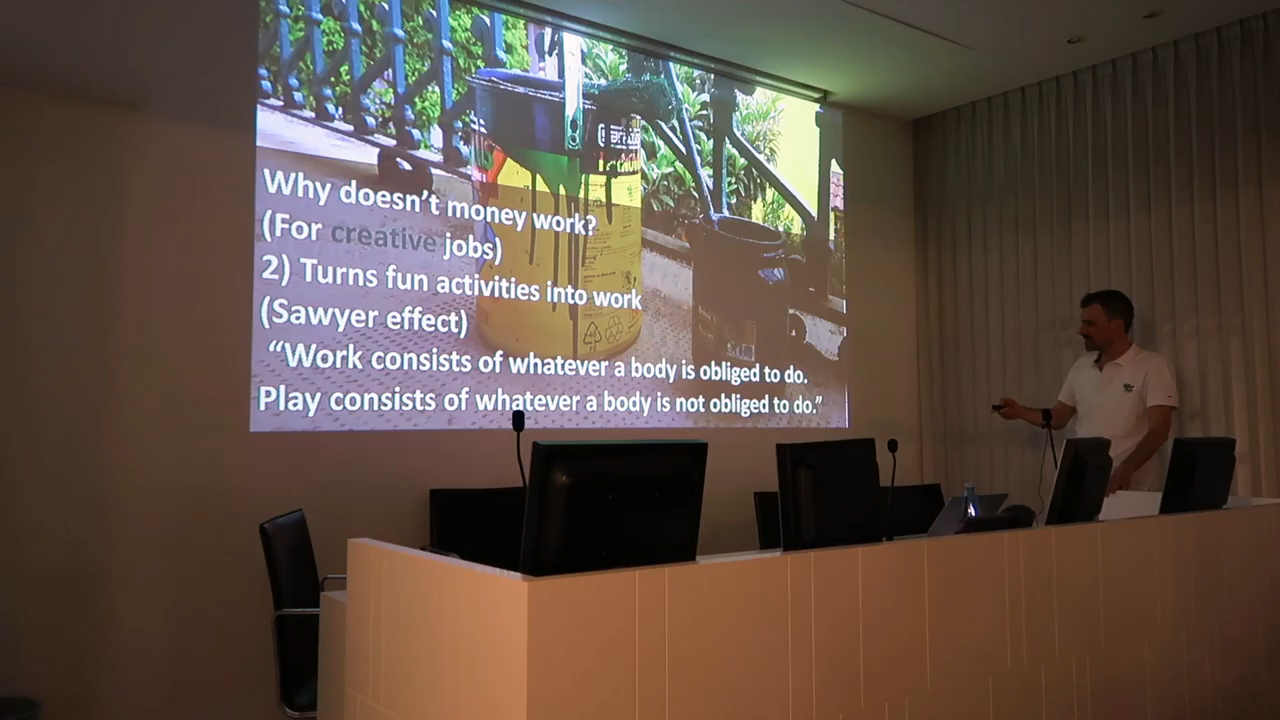 Why doesn't money work?
(For creative jobs)
2) Turns fun activities into work
(Sawyer effect)
“Work consists of whatever a body is obliged to do.
Play consists of whatever a body is not obliged to do.”